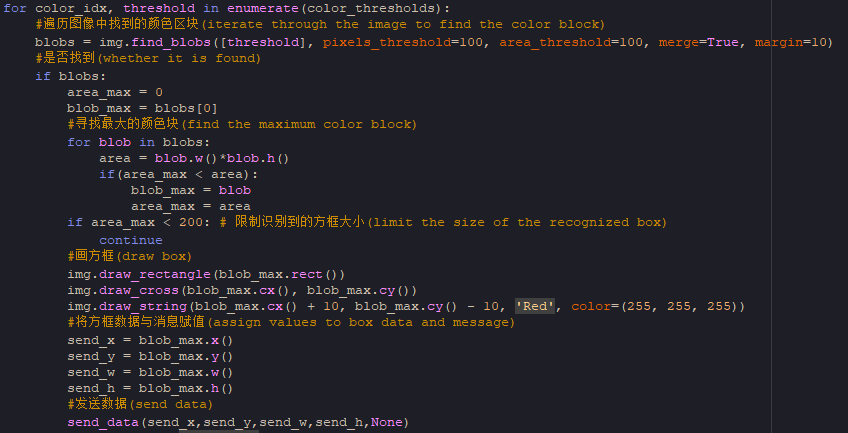 for color_idx, threshold in enumerate(color_thresholds):
    #遍历图像中找到的颜色区块(iterate through the image to find the color block)
    blobs = img.find_blobs([threshold], pixels_threshold=100, area_threshold=100, merge=True, margin=10)
    #是否找到(whether it is found)
    if blobs:
        area_max = 0
        blob_max = blobs[0]
        #寻找最大的颜色块(find the maximum color block)
        for blob in blobs:
            area = blob.w()*blob.h()
            if(area_max < area):
                blob_max = blob
                area_max = area
        if area_max < 200: # 限制识别到的方框大小(limit the size of the recognized box)
            continue
        #画方框(draw box)
        img.draw_rectangle(blob_max.rect())
        img.draw_cross(blob_max.cx(), blob_max.cy())
        img.draw_string(blob_max.cx() + 10, blob_max.cy() - 10, 'Red', color=(255, 255, 255))
        #将方框数据与消息赋值(assign values to box data and message)
        send_x = blob_max.x()
        send_y = blob_max.y()
        send_w = blob_max.w()
        send_h = blob_max.h()
        #发送数据(send data)
        send_data(send_x,send_y,send_w,send_h,None)